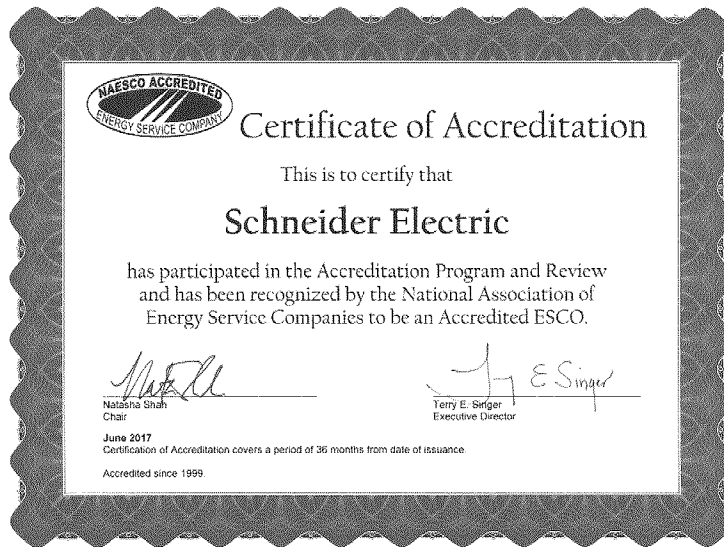 NAESCO ACCREDITED
ENERGY SERVICE COMPANY
Certificate of Accreditation
This is to certify that
Schneider Electric
has participated in the Accreditation Program and Review
and has been recognized by the National Association of
Energy Service Companies to be an Accredited ESCO.
Terry E Singer
Natasha Shah
Chair
Terry E. Singer
Executive Director
June 2017
Certification of Accreditation covers a period of 36 months from date of issuance.
Accredited since 1999.